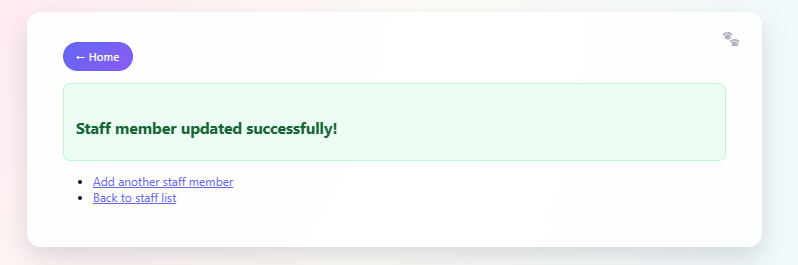 ← Home
Staff member updated successfully!
Add another staff member
Back to staff list